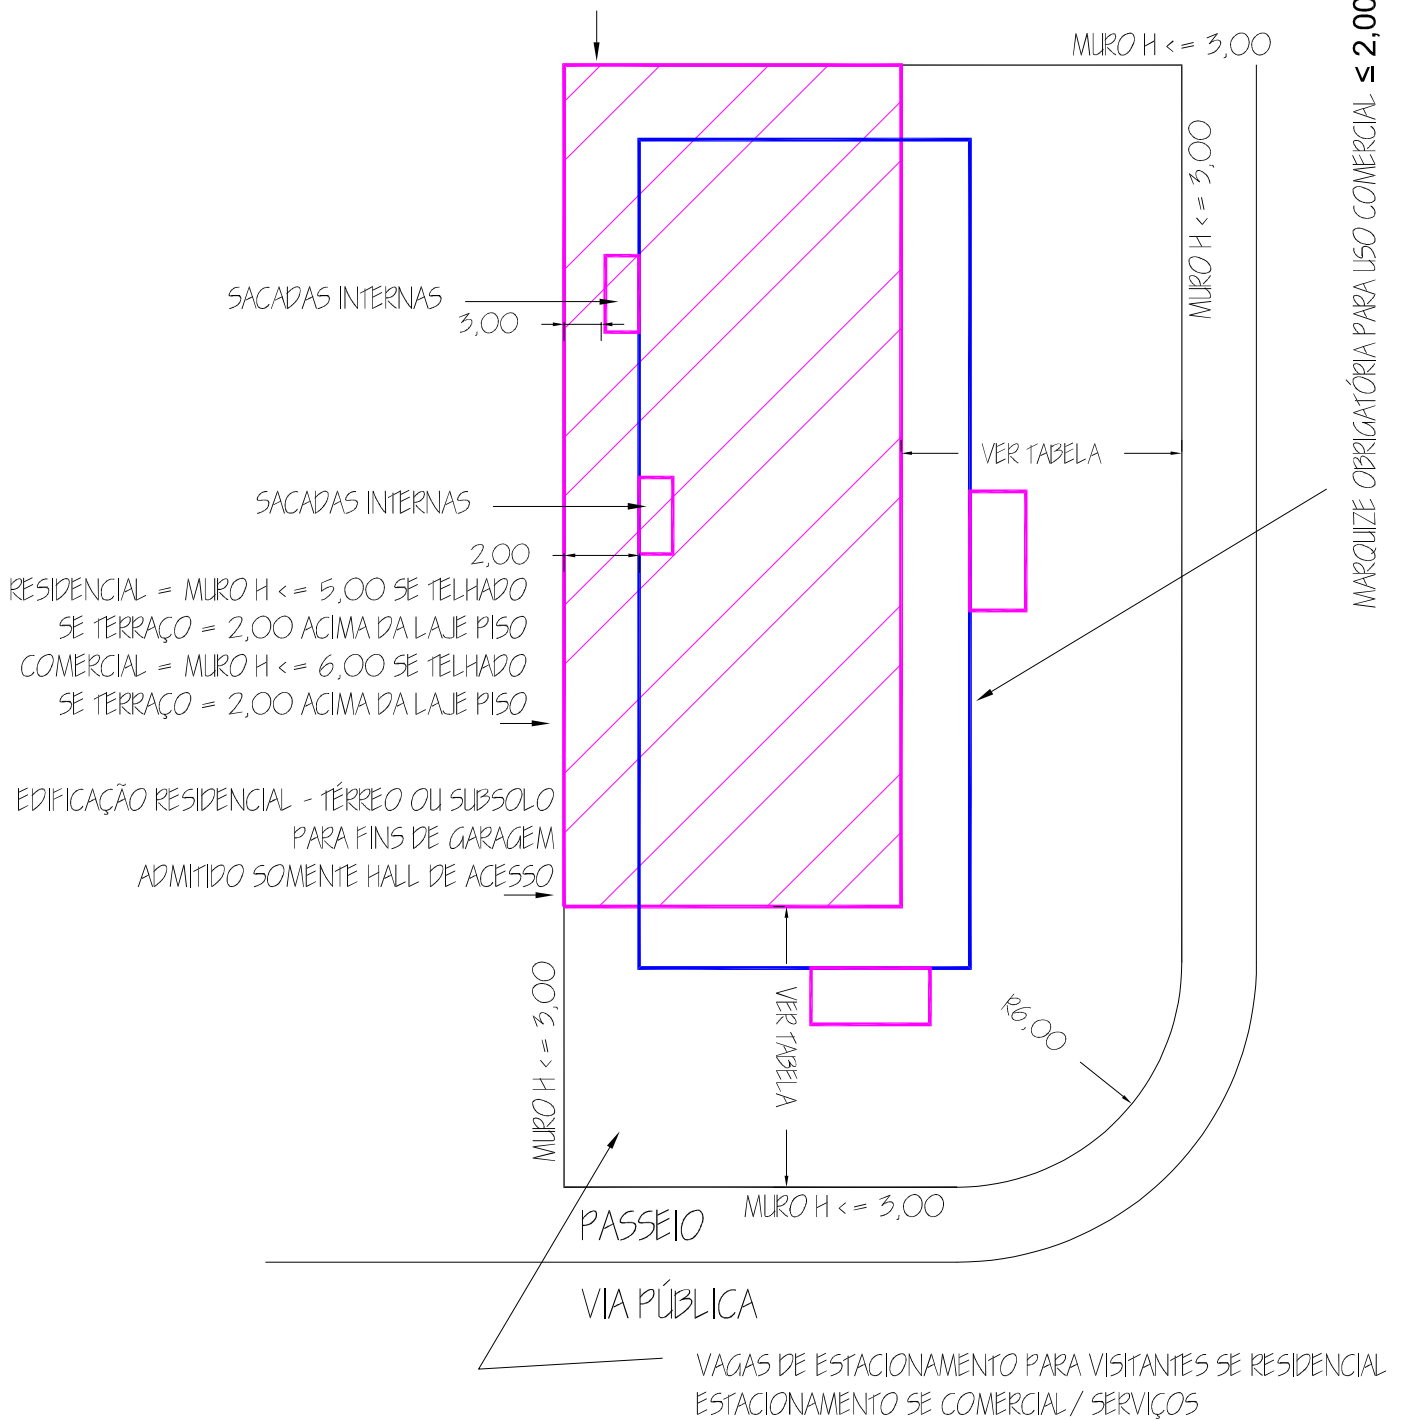 MURO H <= 3,00
MARQUIZE OBRIGATÓRIA PARA USO COMERCIAL ≤ 2,00
MURO H <= 3,00
SACADAS INTERNAS
3,00
VER TABELA
SACADAS INTERNAS
2,00
RESIDENCIAL = MURO H <= 5,00 SE TELHADO
SE TERRAÇO = 2,00 ACIMA DA LAJE PISO
COMERCIAL = MURO H <= 6,00 SE TELHADO
SE TERRAÇO = 2,00 ACIMA DA LAJE PISO
EDIFICAÇÃO RESIDENCIAL - TÉRREO OU SUBSOLO
PARA FINS DE GARAGEM
ADMITIDO SOMENTE HALL DE ACESSO
MURO H <= 3,00
VER TABELA
R6,00
MURO H <= 3,00
PASSEIO
VIA PÚBLICA
VAGAS DE ESTACIONAMENTO PARA VISITANTES SE RESIDENCIAL
ESTACIONAMENTO SE COMERCIAL / SERVIÇOS